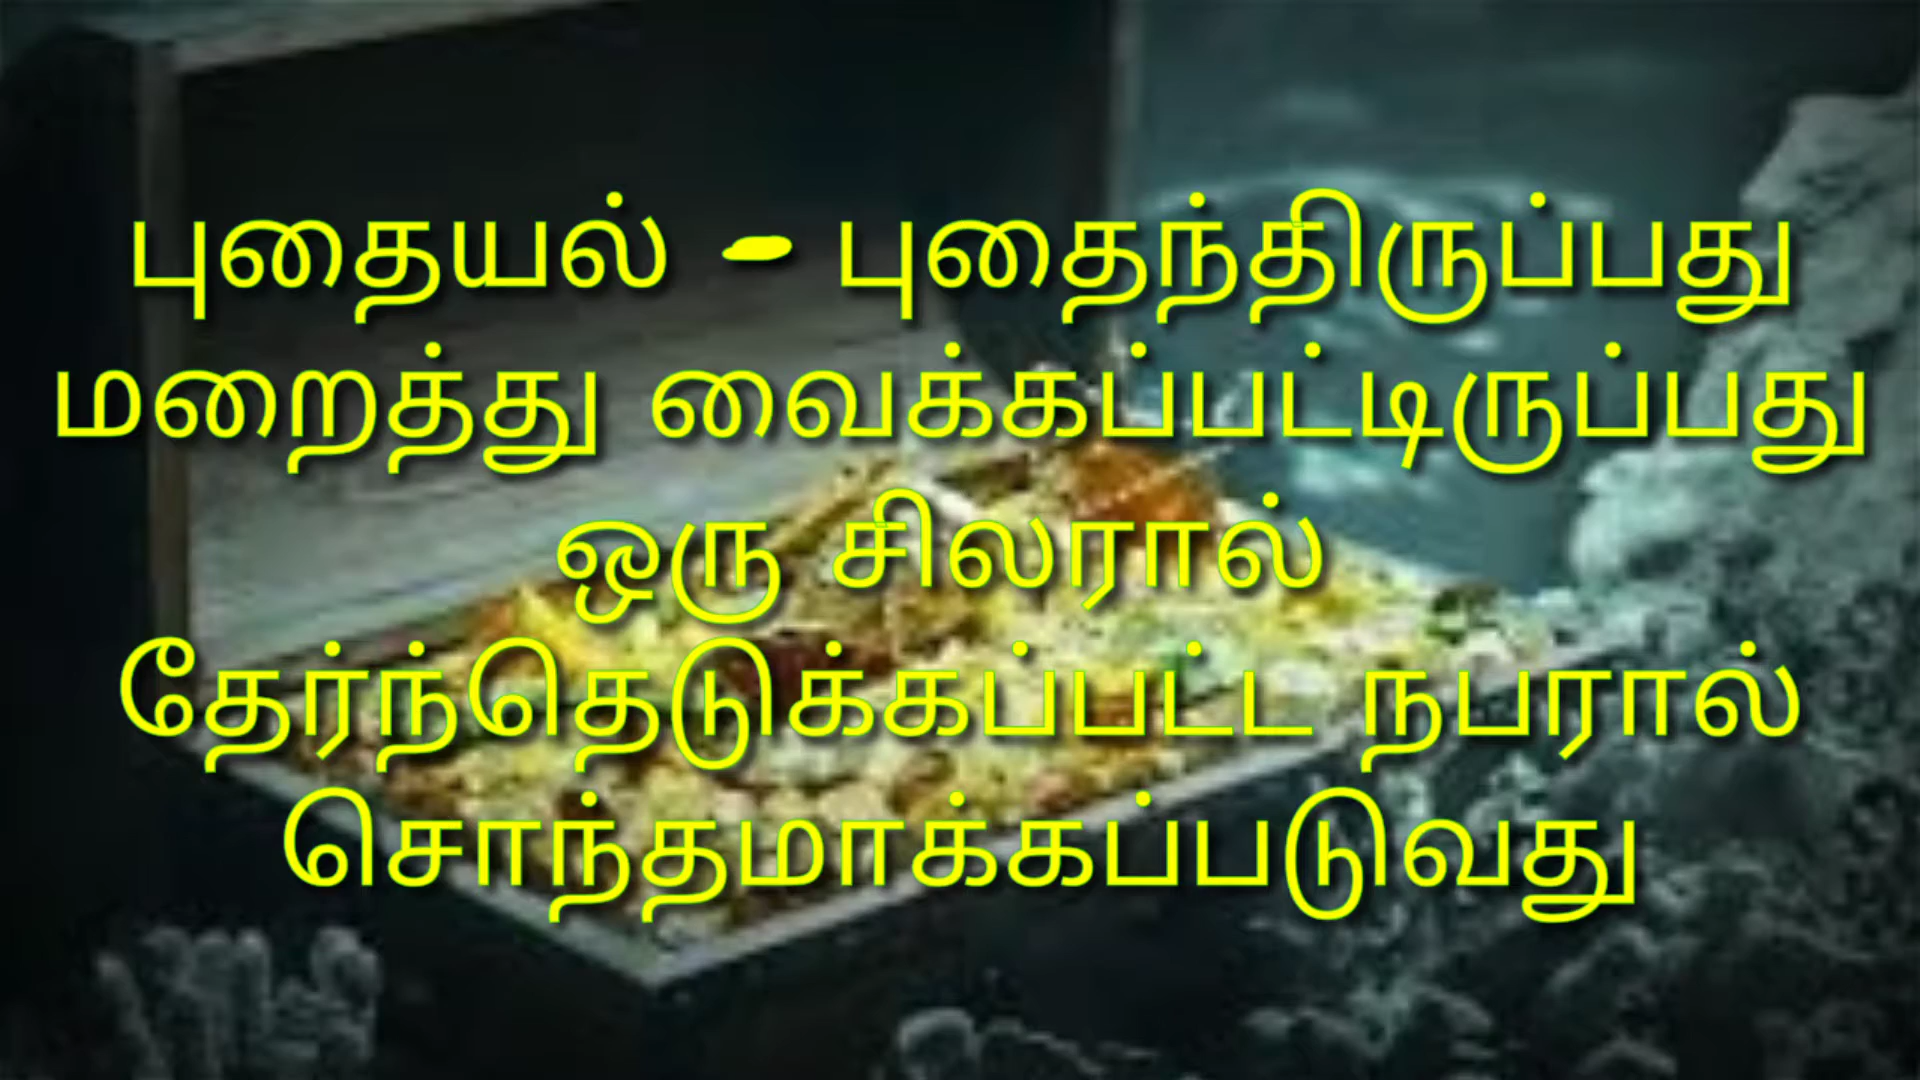 புதையல் - புதைந்திருப்பது
மறைத்து வைக்கப்பட்டிருப்பது
ஒரு சிலரால்
தேர்ந்தெடுக்கப்பட்ட நபரால்
சொந்தமாக்கப்படுவது